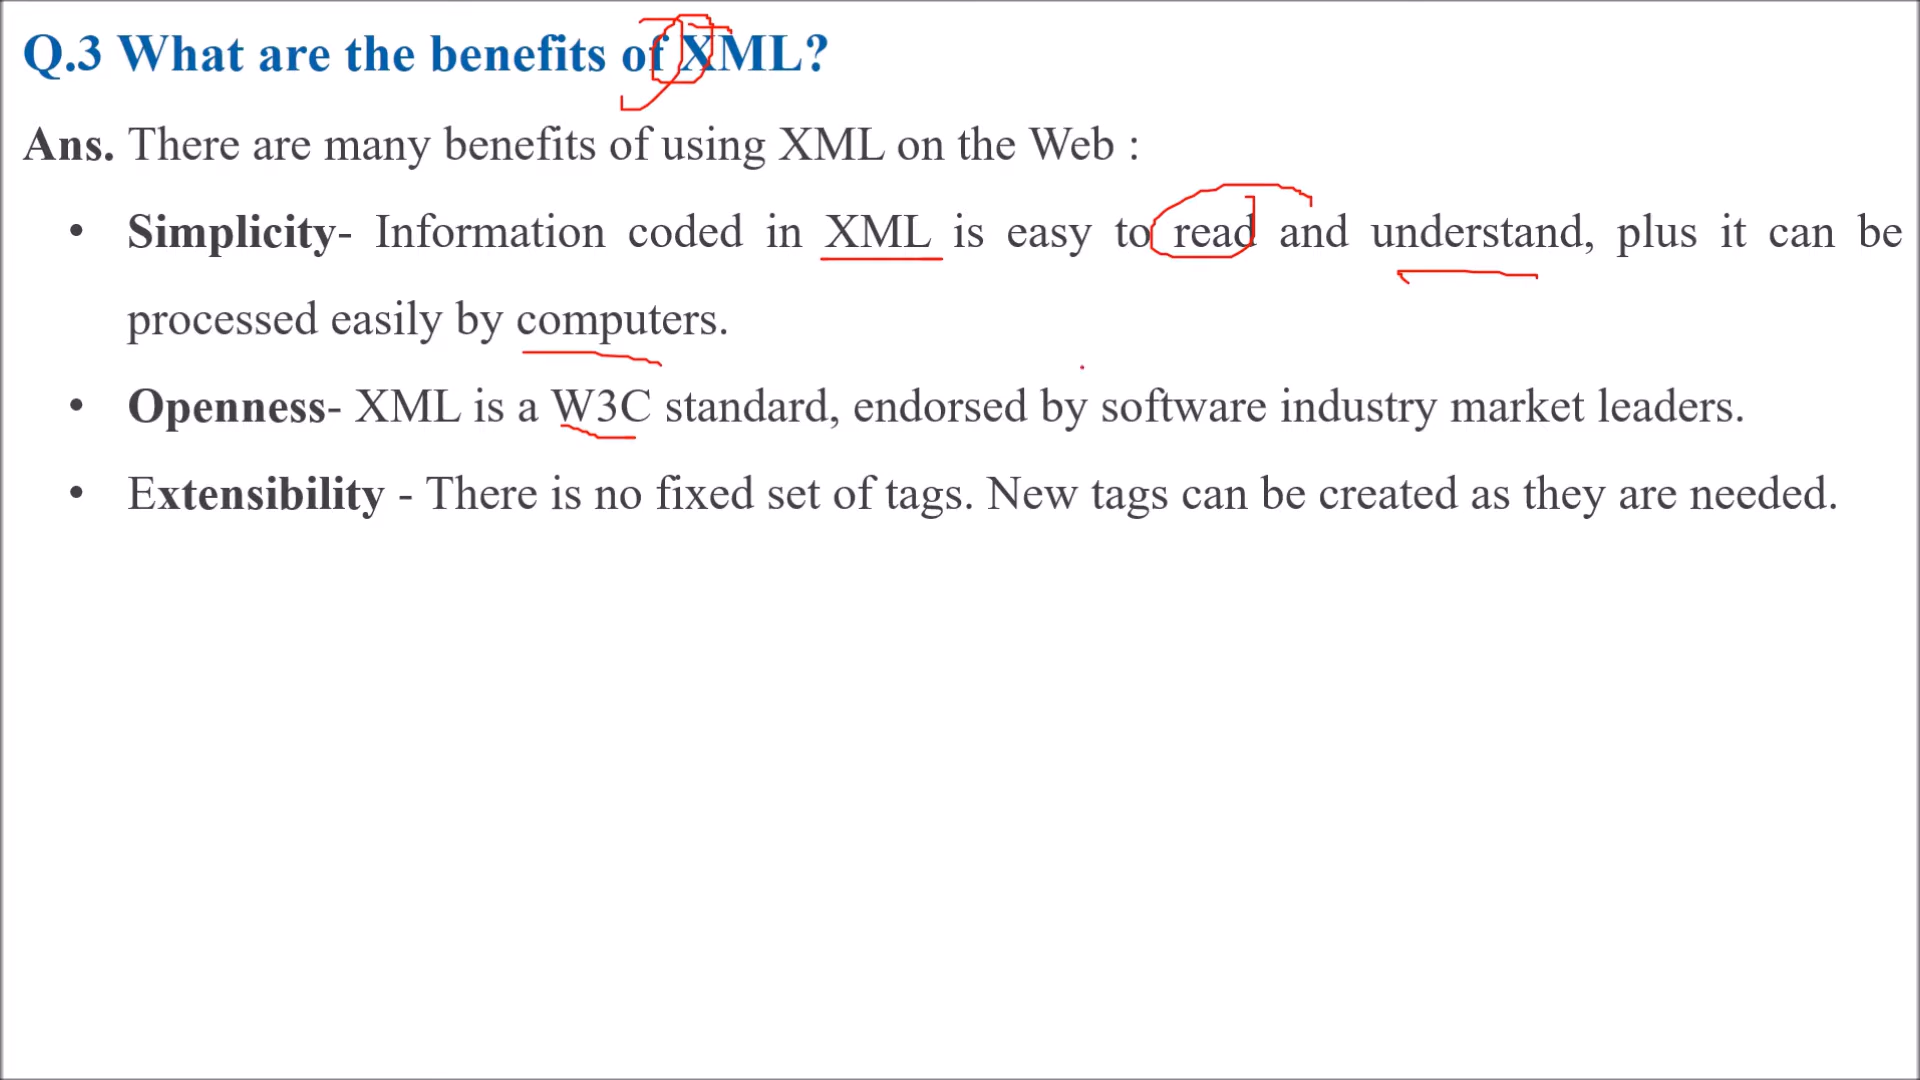 Q.3 What are the benefits of XML?
Ans. There are many benefits of using XML on the Web :
• Simplicity- Information coded in XML is easy to read and understand, plus it can be
processed easily by computers.
• Openness- XML is a W3C standard, endorsed by software industry market leaders.
• Extensibility - There is no fixed set of tags. New tags can be created as they are needed.